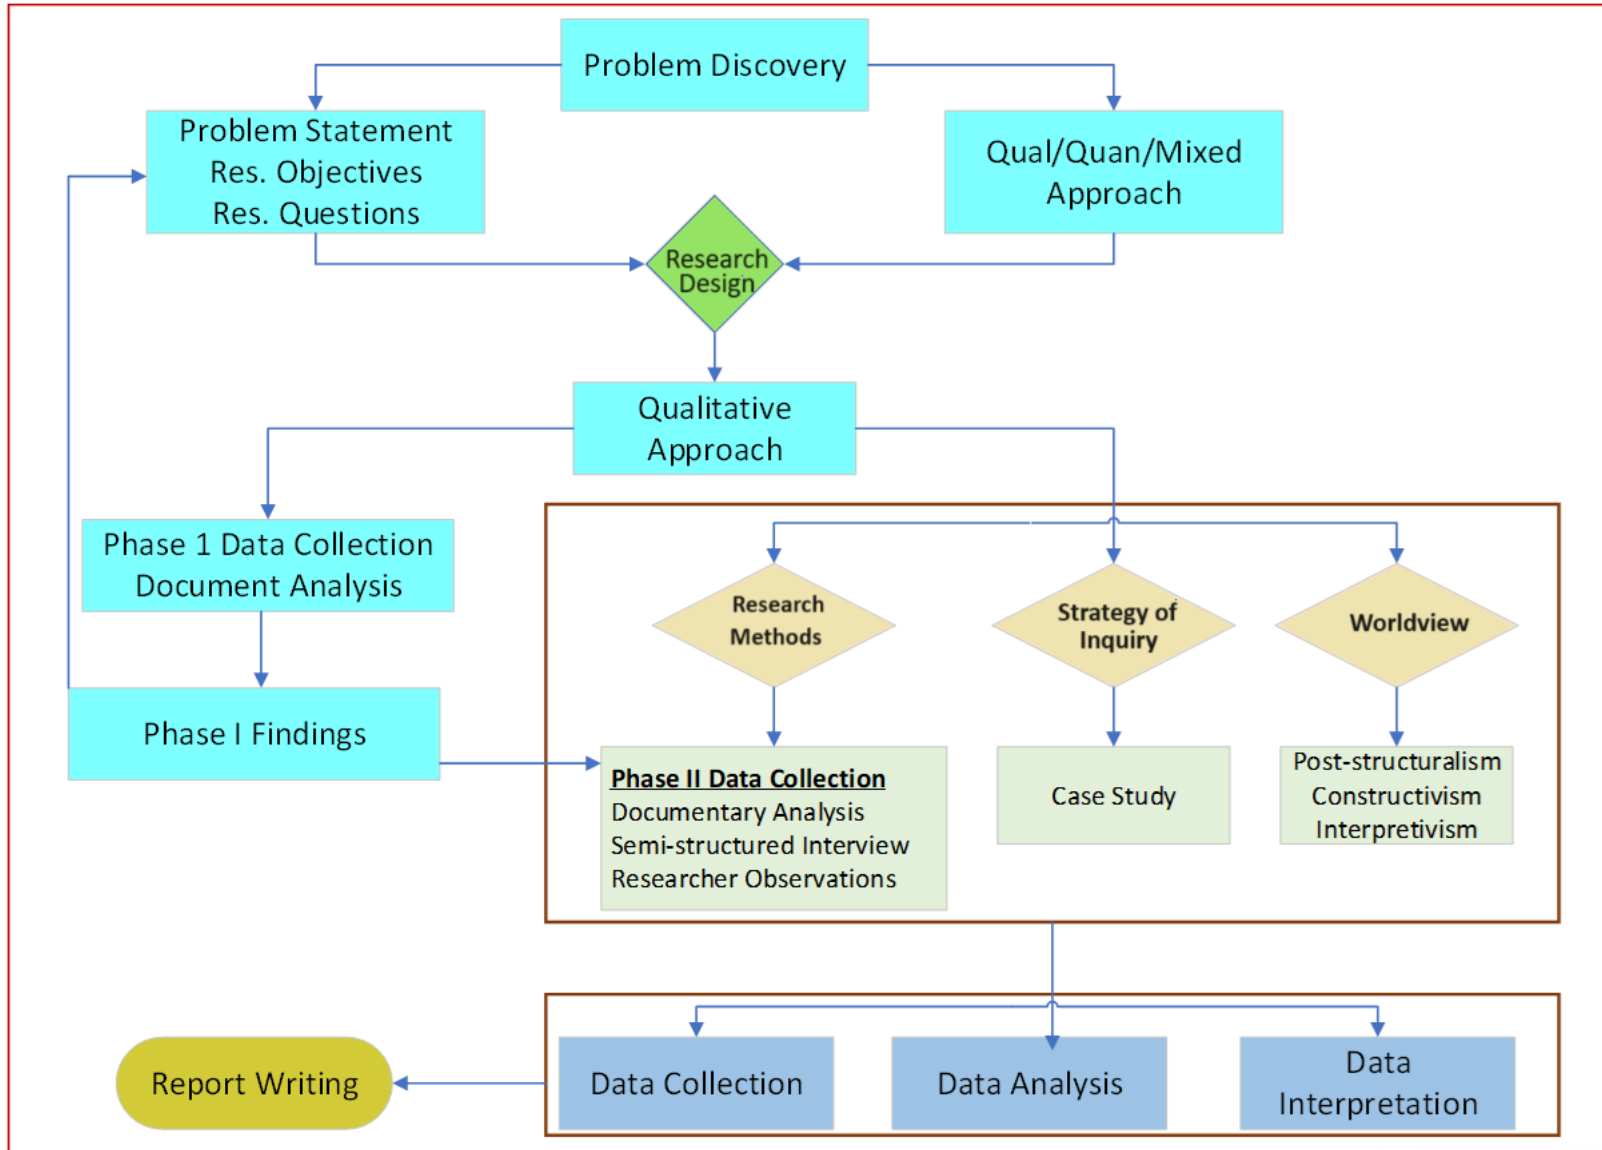 Problem Discovery
Problem Statement
Res. Objectives
Res. Questions
Qual/Quan/Mixed
Approach
Research
Design
Qualitative
Approach
Phase 1 Data Collection
Document Analysis
Phase I Findings
Research
Methods
Strategy of
Inquiry
Worldview
Phase II Data Collection
Documentary Analysis
Semi-structured Interview
Researcher Observations
Case Study
Post-structuralism
Constructivism
Interpretivism
Report Writing
Data Collection
Data Analysis
Data
Interpretation